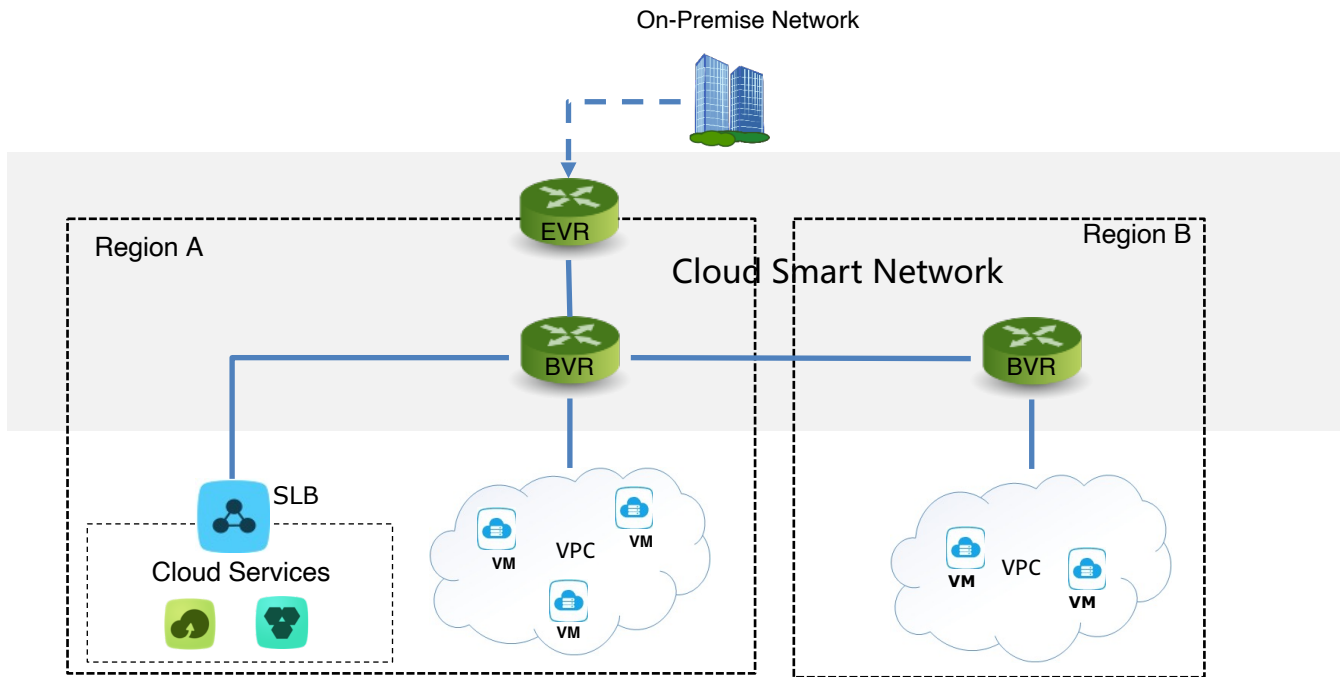 On-Premise Network
EVR
Region A
Region B
Cloud Smart Network
BVR
BVR
SLB
Cloud Services
VM
VPC
VM
VM
VM
VPC
VM